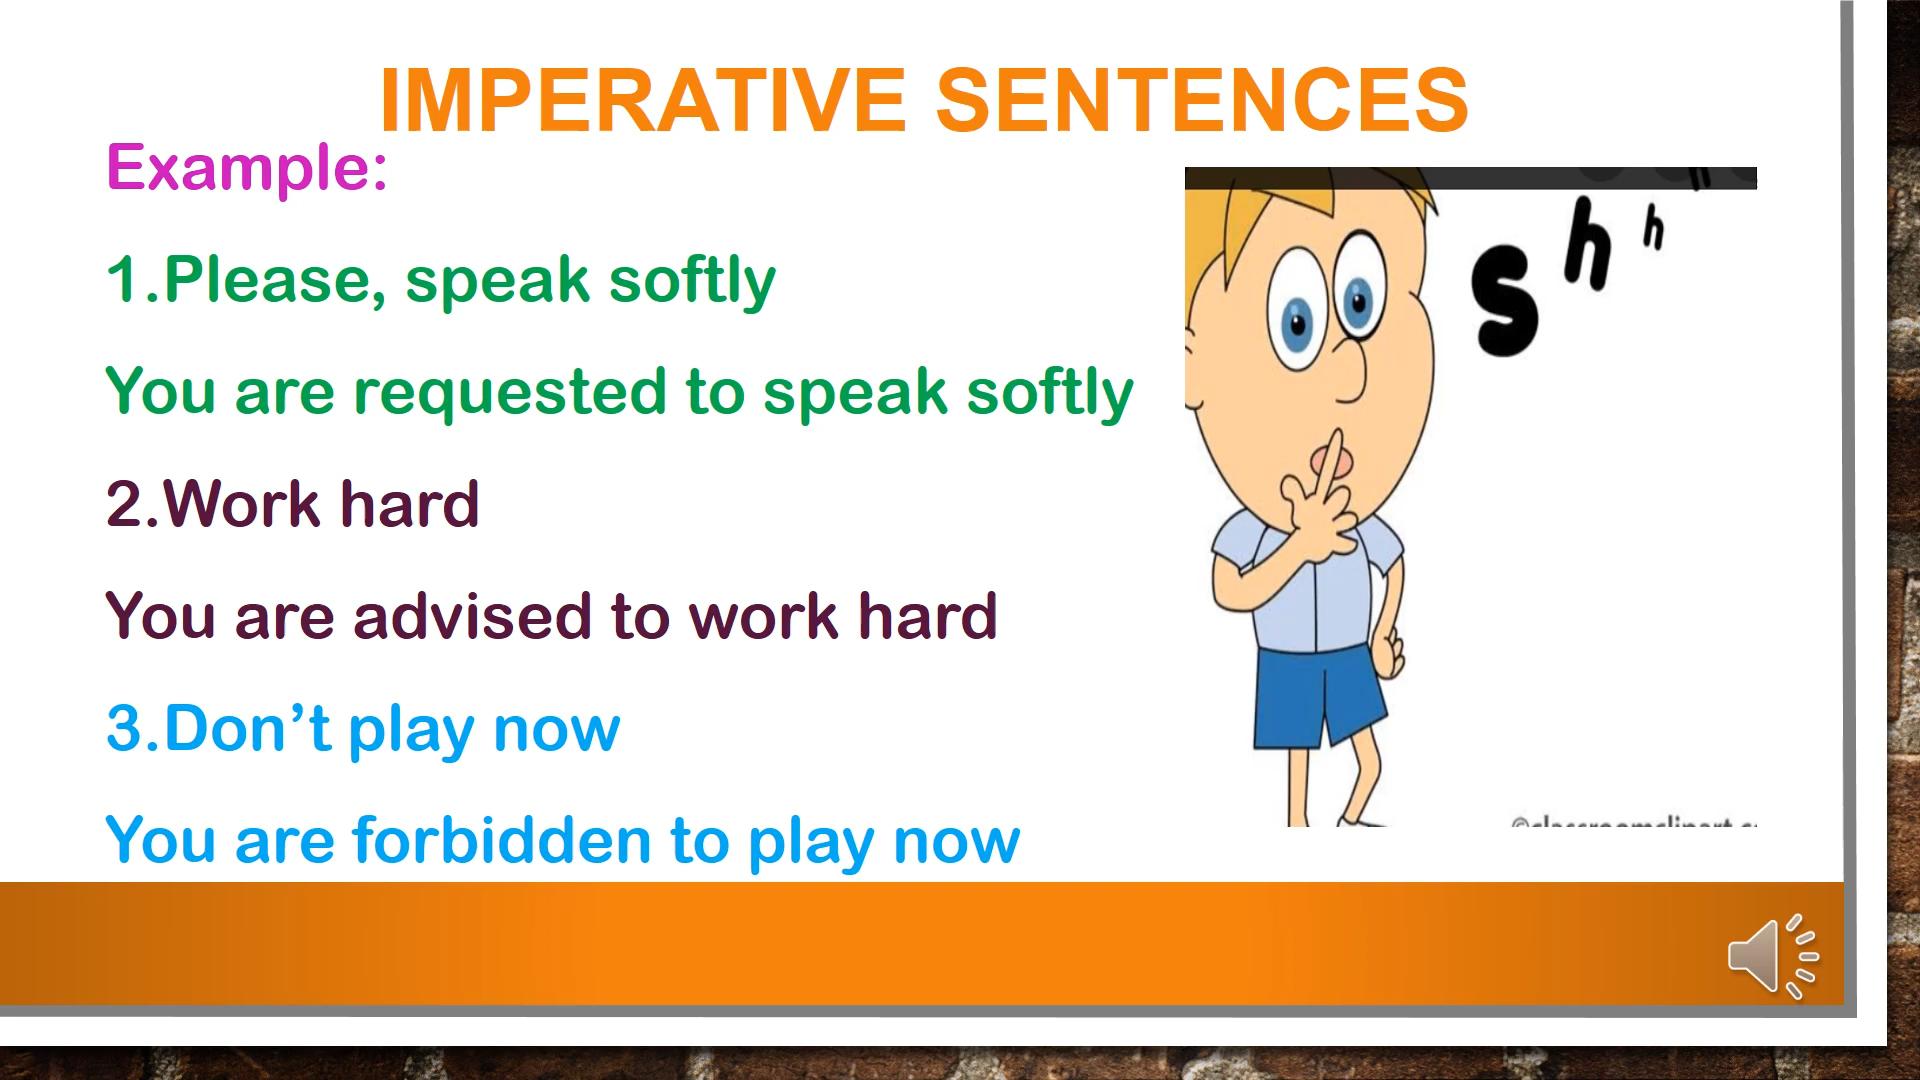 IMPERATIVE SENTENCES
Example:
1.Please, speak softly
You are requested to speak softly
2.Work hard
You are advised to work hard
3.Don’t play now
You are forbidden to play now
s h h